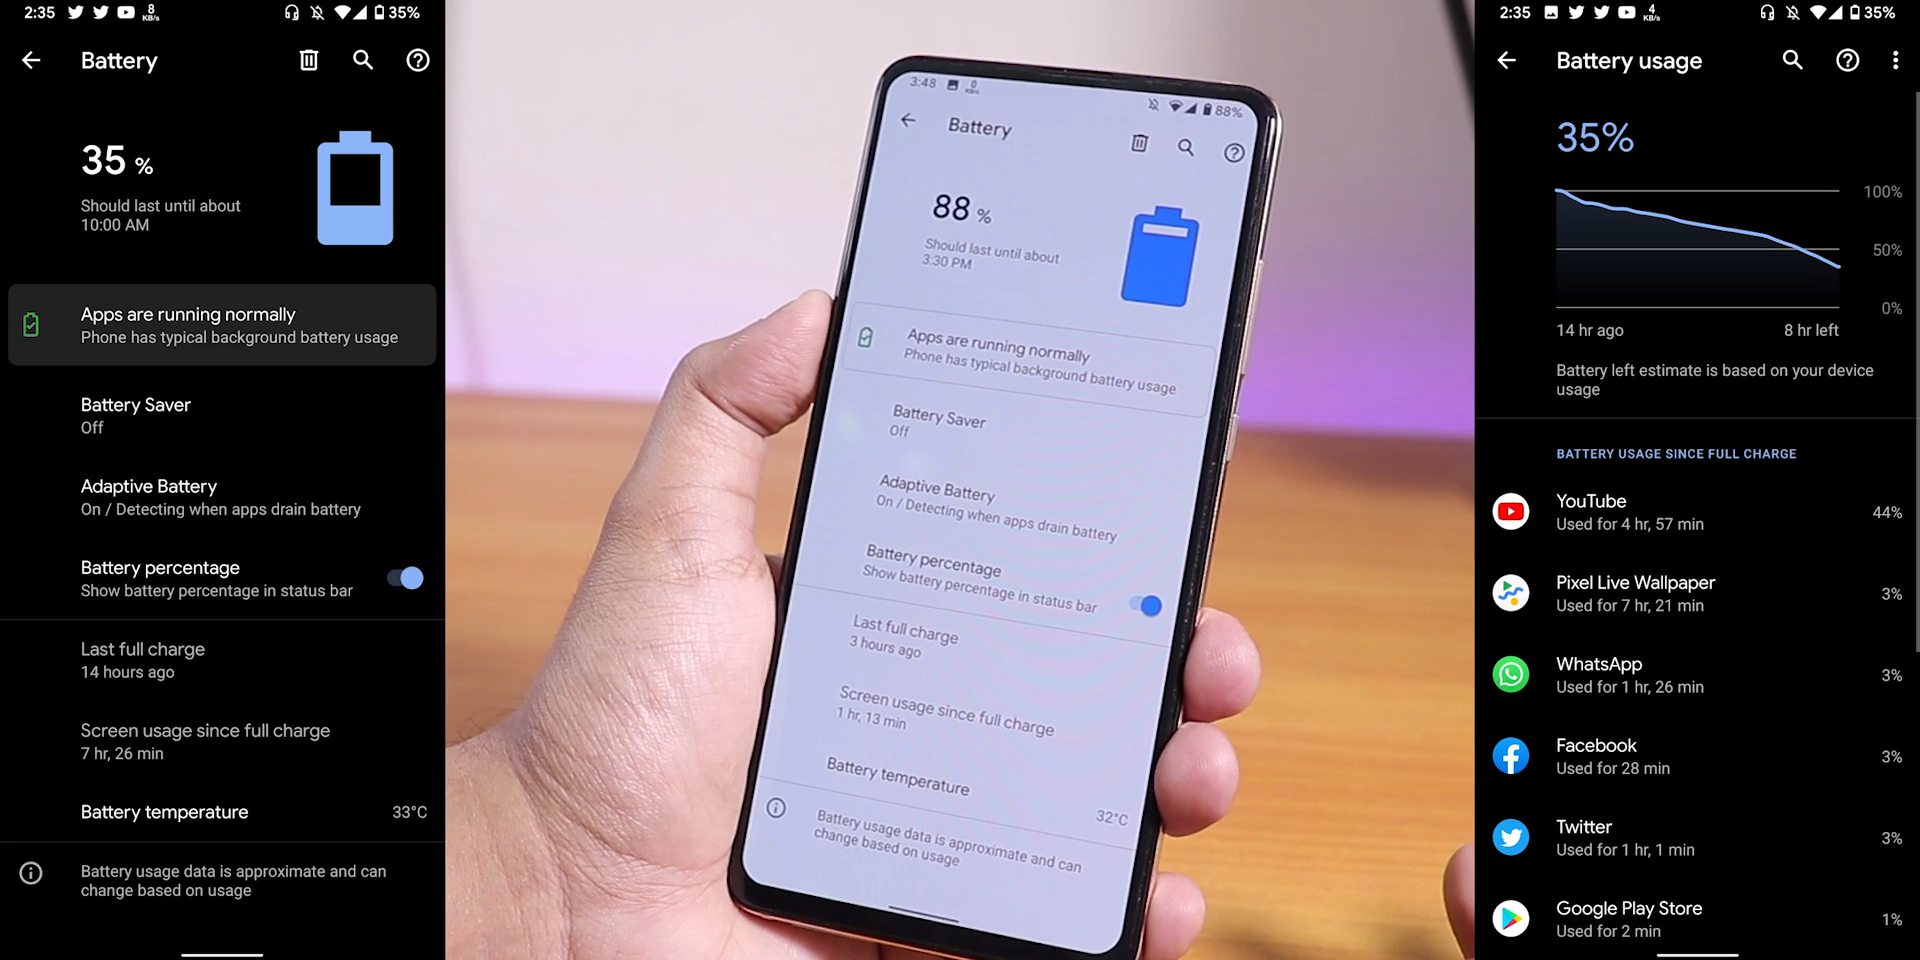 2:35 8 KB/s 35%
Battery
35 %
Should last until about
10:00 AM
Apps are running normally
Phone has typical background battery usage
Battery Saver
Off
Adaptive Battery
On / Detecting when apps drain battery
Battery percentage
Show battery percentage in status bar
Last full charge
14 hours ago
Screen usage since full charge
7 hr, 26 min
Battery temperature 33°C
Battery usage data is approximate and can
change based on usage
3:48 0 KB/s 88%
Battery
88 %
Should last until about
3:30 PM
Apps are running normally
Phone has typical background battery usage
Battery Saver
Off
Adaptive Battery
On / Detecting when apps drain battery
Battery percentage
Show battery percentage in status bar
Last full charge
3 hours ago
Screen usage since full charge
1 hr, 13 min
Battery temperature 32°C
Battery usage data is approximate and can
change based on usage
2:35 4 KB/s 35%
Battery usage
35%
100%
50%
0%
14 hr ago 8 hr left
Battery left estimate is based on your device
usage
BATTERY USAGE SINCE FULL CHARGE
YouTube 44%
Used for 4 hr, 57 min
Pixel Live Wallpaper 3%
Used for 7 hr, 21 min
WhatsApp 3%
Used for 1 hr, 26 min
Facebook 3%
Used for 28 min
Twitter 3%
Used for 1 hr, 1 min
Google Play Store 1%
Used for 2 min